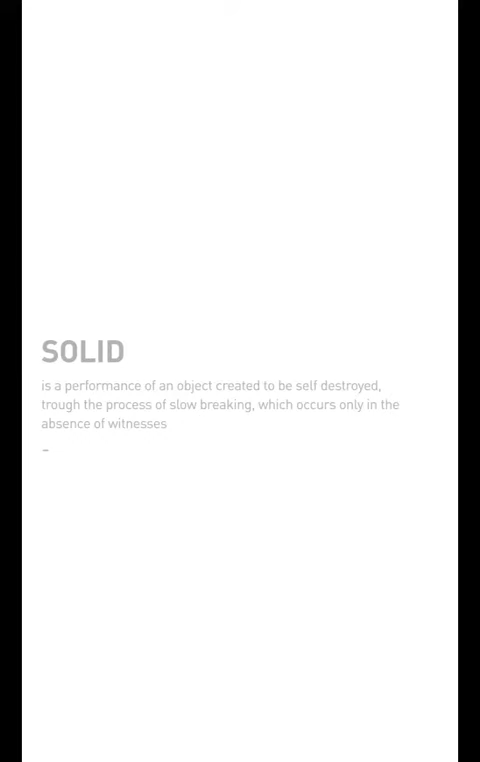 SOLID
is a performance of an object created to be self destroyed,
trough the process of slow breaking, which occurs only in the
absence of witnesses
–